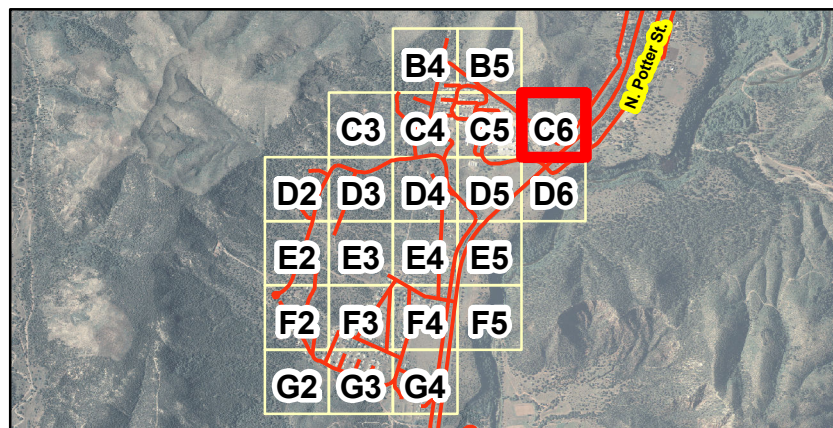 N. Potter St.
B4 B5
C3 C4 C5 C6
D2 D3 D4 D5 D6
E2 E3 E4 E5
F2 F3 F4 F5
G2 G3 G4